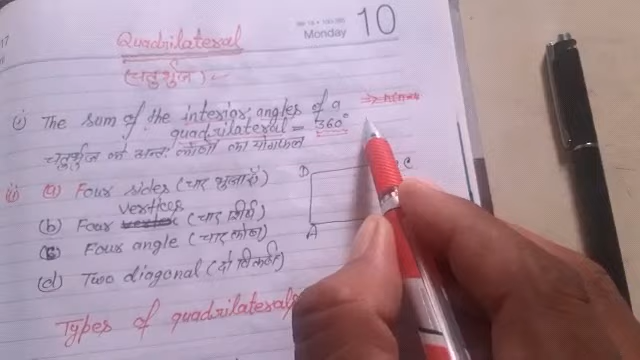 Monday 10
Quadrilateral
(चतुर्भुज)
(i) The sum of the interior angles of a
quadrilateral = 360°
चतुर्भुज के अन्तः कोणों का योगफल
(ii) (a) Four sides (चार भुजाएं)
vertices
(b) Four (चार शीर्ष)
(c) Four angle (चार कोण)
(d) Two diagonal (दो विकर्ण)
D C
A
Types of quadrilaterals